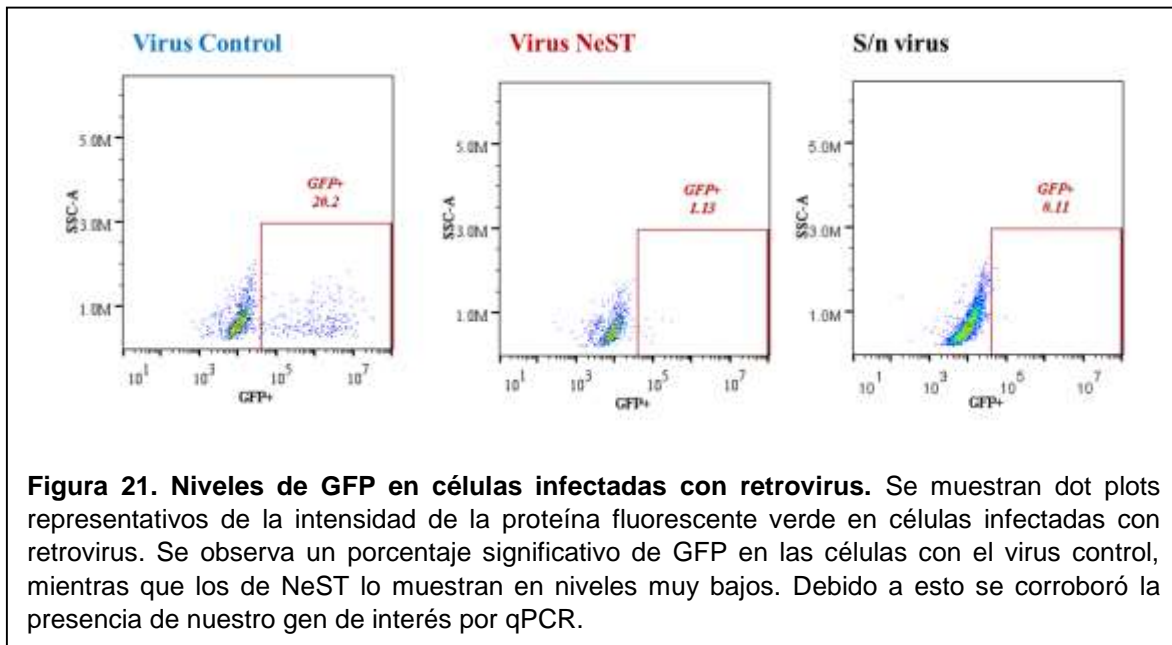 Virus Control
Virus NeST
S/n virus
5.0M
3.0M
1.0M
SSC-A
GFP+
20.2
10^1
10^3
10^5
10^7
GFP+
5.0M
3.0M
1.0M
SSC-A
GFP+
1.13
10^1
10^3
10^5
10^7
GFP+
5.0M
3.0M
1.0M
SSC-A
GFP+
0.11
10^1
10^3
10^5
10^7
GFP+
Figura 21. Niveles de GFP en células infectadas con retrovirus. Se muestran dot plots
representativos de la intensidad de la proteína fluorescente verde en células infectadas con
retrovirus. Se observa un porcentaje significativo de GFP en las células con el virus control,
mientras que los de NeST lo muestran en niveles muy bajos. Debido a esto se corroboró la
presencia de nuestro gen de interés por qPCR.